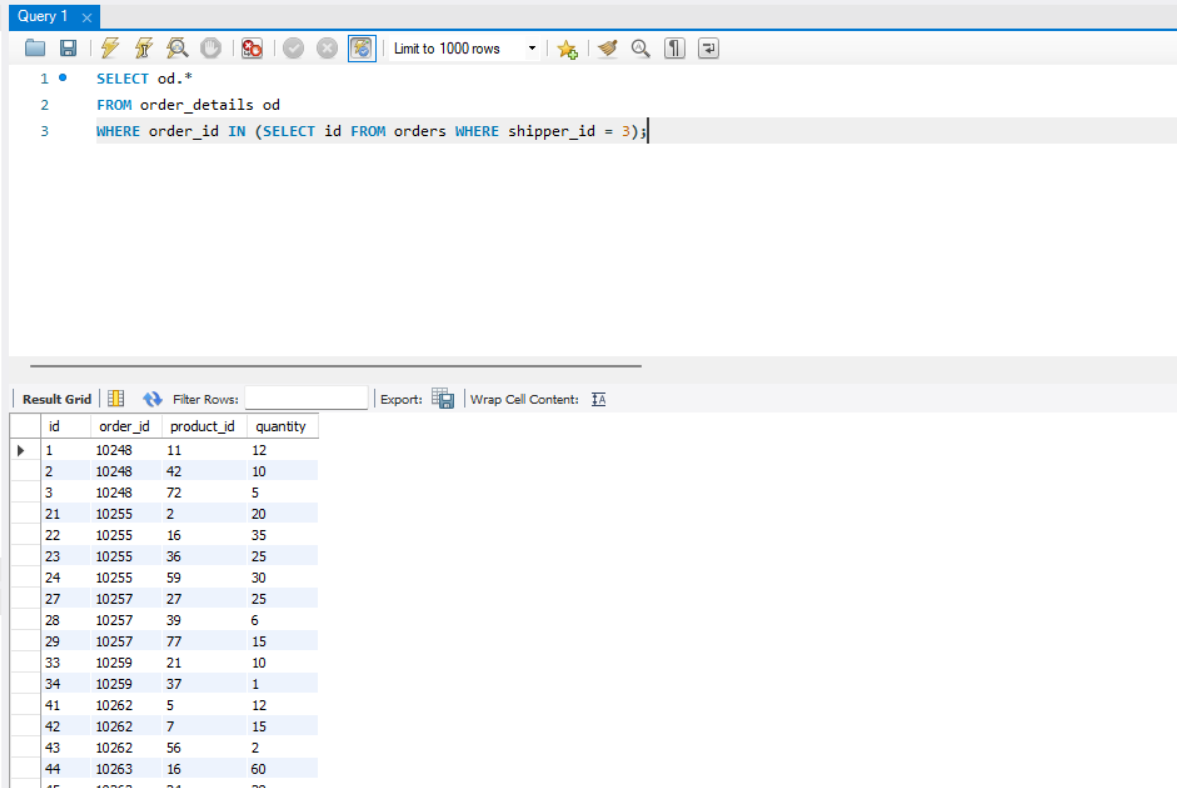 Query 1
Limit to 1000 rows
1 SELECT od.*
2 FROM order_details od
3 WHERE order_id IN (SELECT id FROM orders WHERE shipper_id = 3);
Result Grid Filter Rows: Export: Wrap Cell Content: IA
id order_id product_id quantity
1 10248 11 12
2 10248 42 10
3 10248 72 5
21 10255 2 20
22 10255 16 35
23 10255 36 25
24 10255 59 30
27 10257 27 25
28 10257 39 6
29 10257 77 15
33 10259 21 10
34 10259 37 1
41 10262 5 12
42 10262 7 15
43 10262 56 2
44 10263 16 60